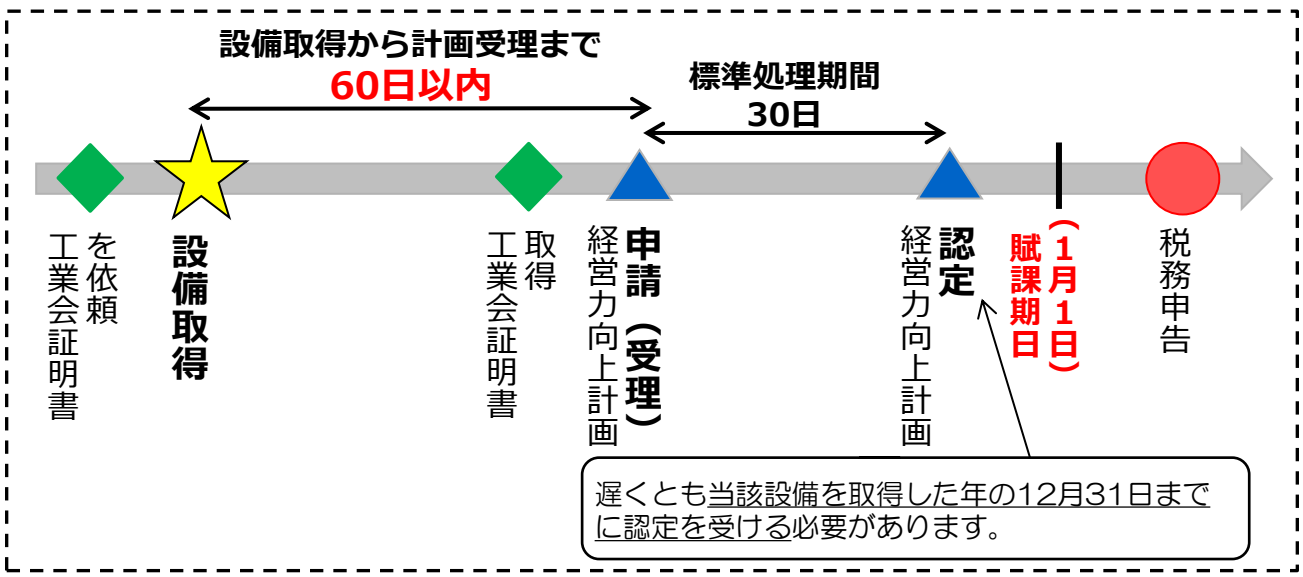 設備取得から計画受理まで
60日以内
標準処理期間
30日
工業会証明書
を依頼
設備取得
工業会証明書
取得
経営力向上計画
申請（受理）
経営力向上計画
認定
賦課期日
（１月１日）
税務申告
遅くとも当該設備を取得した年の12月31日まで
に認定を受ける必要があります。